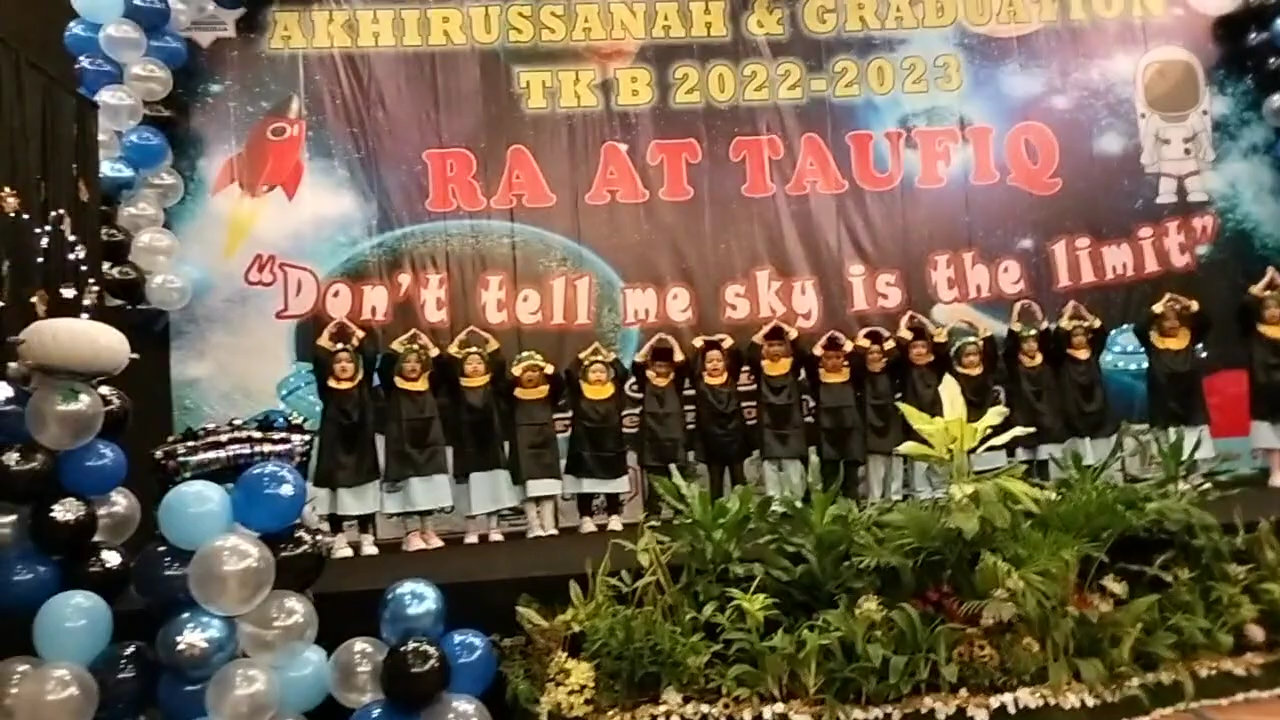 AKHIRUSSANAH & GRADUATION
TK B 2022-2023
RA AT TAUFIQ
“Don't tell me sky is the limit”